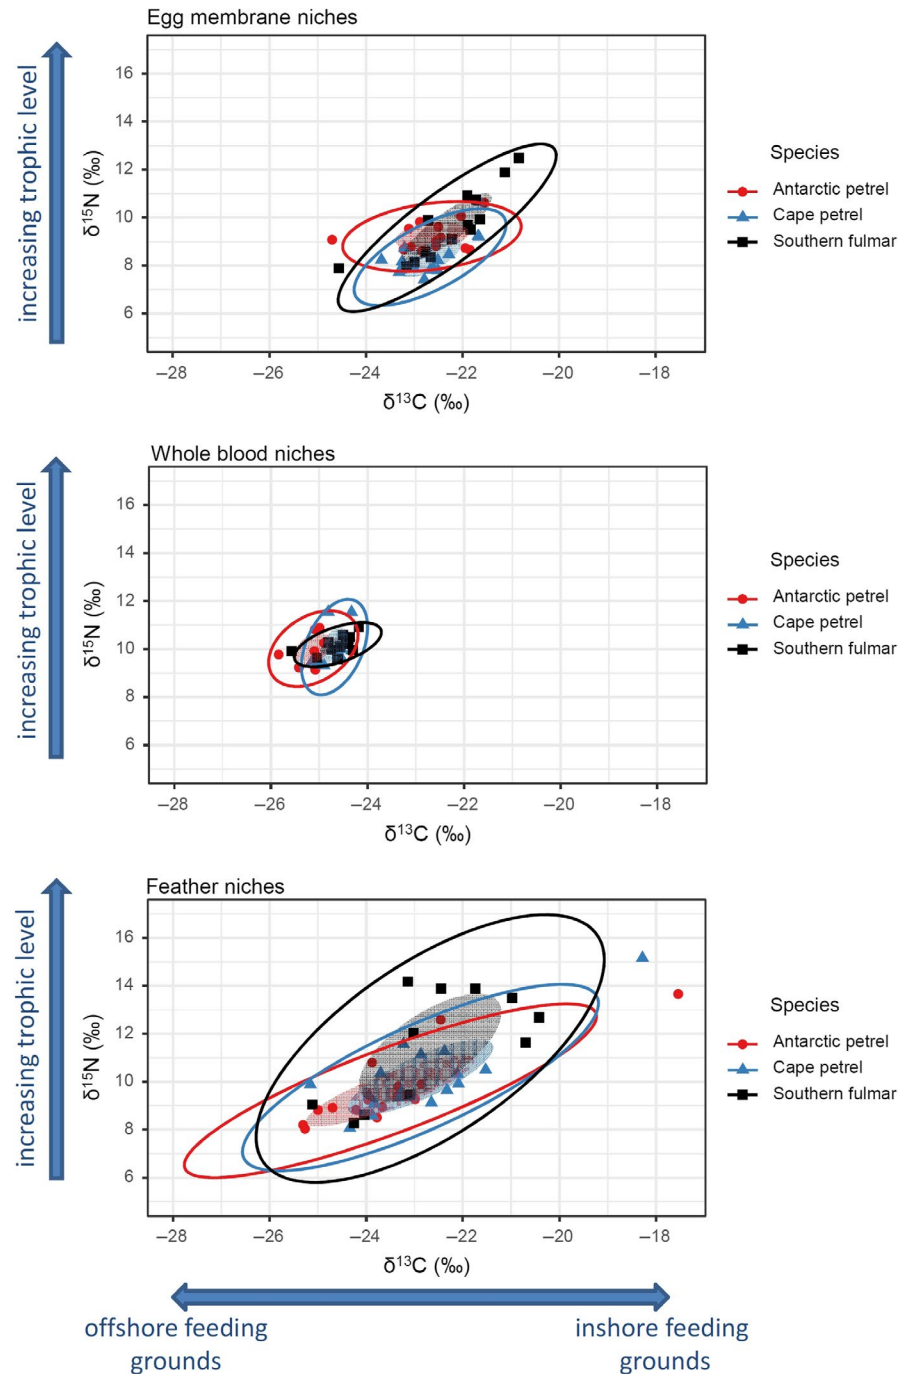 Egg membrane niches
increasing trophic level
δ¹⁵N (‰)
16
14
12
10
8
6
–28 –26 –24 –22 –20 –18
δ¹³C (‰)
Species
Antarctic petrel
Cape petrel
Southern fulmar
Whole blood niches
increasing trophic level
δ¹⁵N (‰)
16
14
12
10
8
6
–28 –26 –24 –22 –20 –18
δ¹³C (‰)
Species
Antarctic petrel
Cape petrel
Southern fulmar
Feather niches
increasing trophic level
δ¹⁵N (‰)
16
14
12
10
8
6
–28 –26 –24 –22 –20 –18
δ¹³C (‰)
Species
Antarctic petrel
Cape petrel
Southern fulmar
offshore feeding
grounds
inshore feeding
grounds